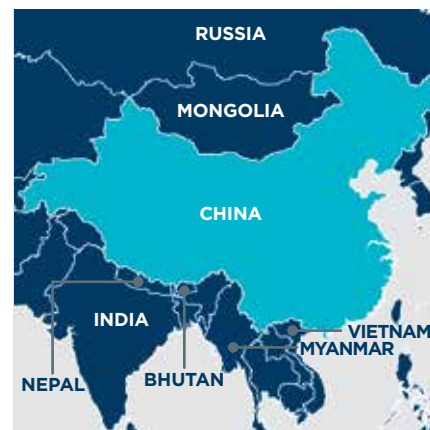 RUSSIA
MONGOLIA
CHINA
INDIA
VIETNAM
MYANMAR
BHUTAN
NEPAL